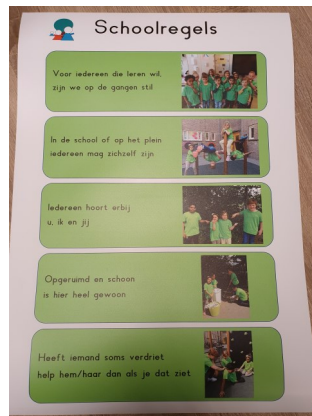 Schoolregels
Voor iedereen die leren wil,
zijn we op de gangen stil
In de school of op het plein
iedereen mag zichzelf zijn
Iedereen hoort erbij
u, ik en jij
Opgeruimd en schoon
is hier heel gewoon
Heeft iemand soms verdriet
help hem/haar dan als je dat ziet